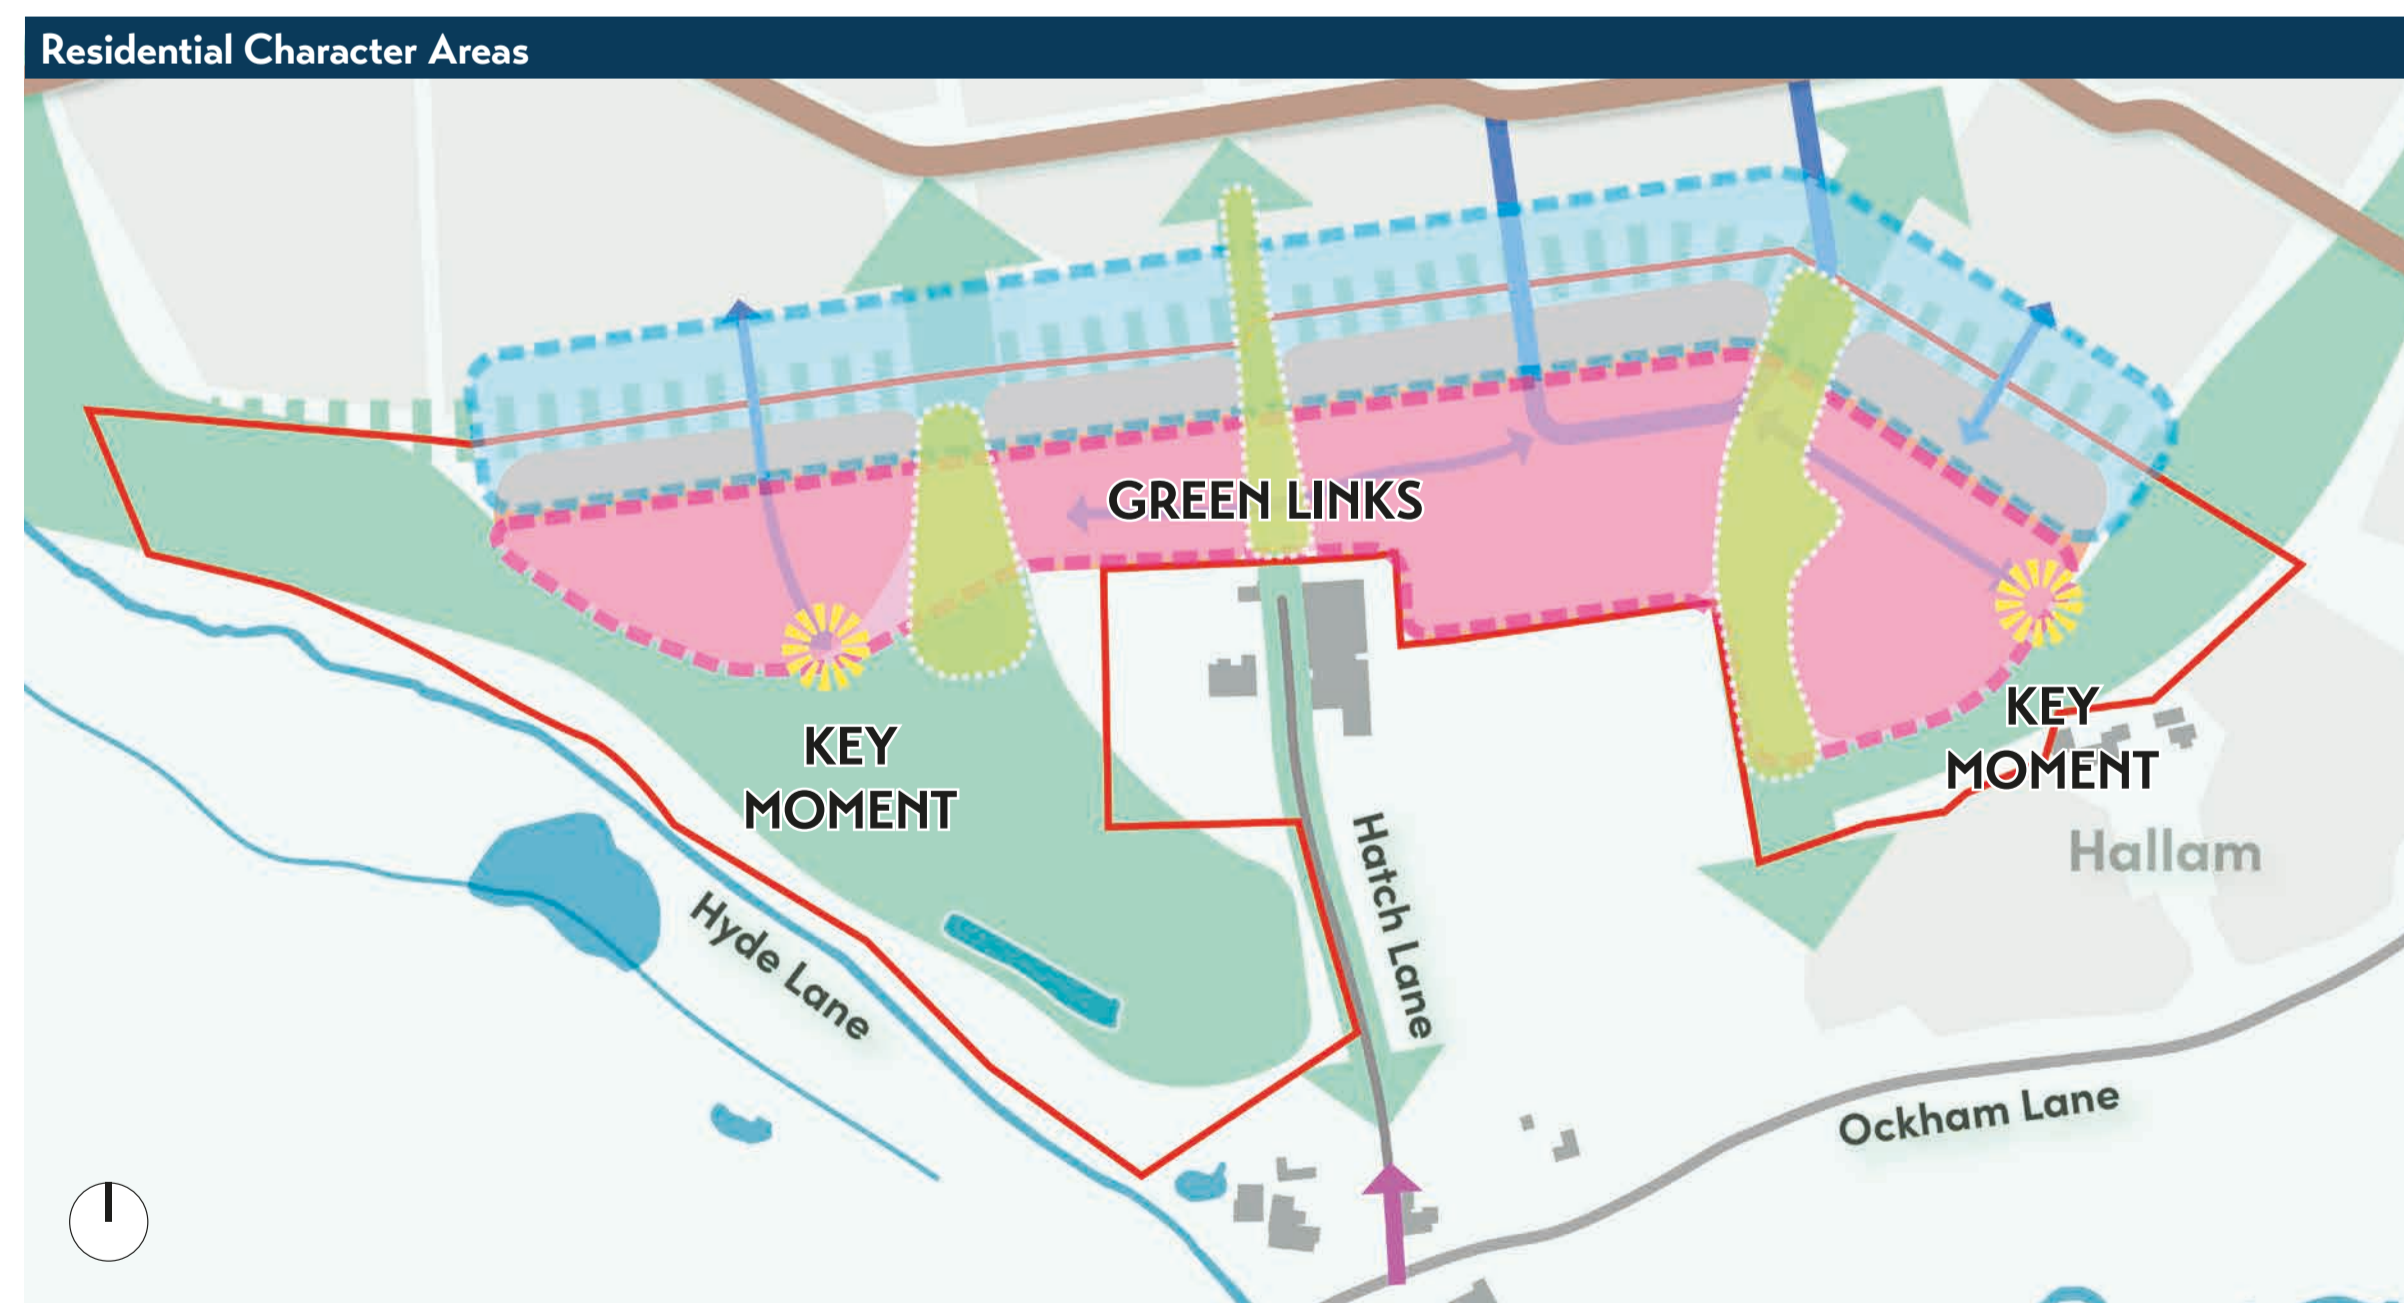 Residential Character Areas
GREEN LINKS
KEY
MOMENT
KEY
MOMENT
Hallam
Hatch Lane
Hyde Lane
Ockham Lane